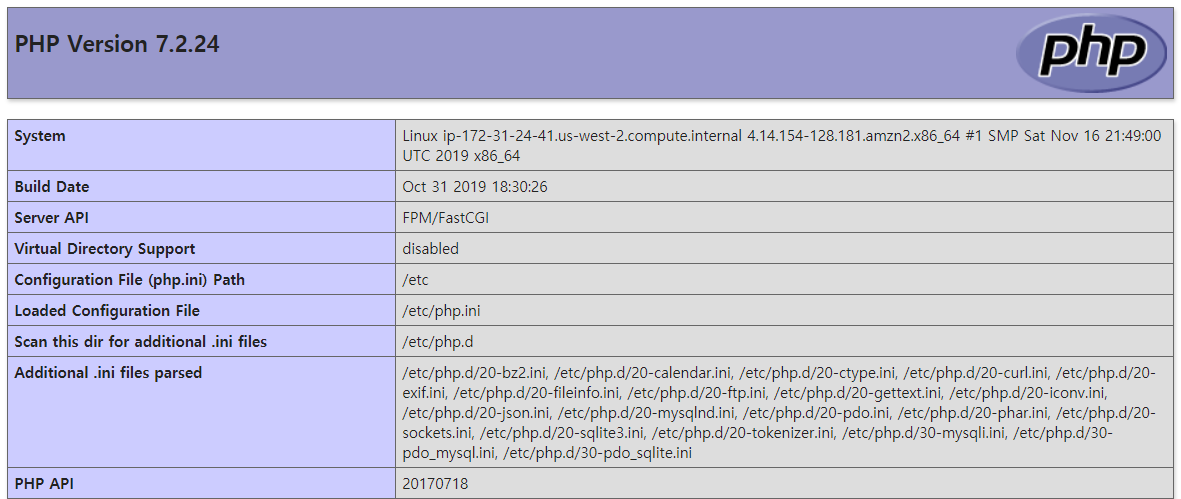 PHP Version 7.2.24
php
System
Linux ip-172-31-24-41.us-west-2.compute.internal 4.14.154-128.181.amzn2.x86_64 #1 SMP Sat Nov 16 21:49:00
UTC 2019 x86_64
Build Date
Oct 31 2019 18:30:26
Server API
FPM/FastCGI
Virtual Directory Support
disabled
Configuration File (php.ini) Path
/etc
Loaded Configuration File
/etc/php.ini
Scan this dir for additional .ini files
/etc/php.d
Additional .ini files parsed
/etc/php.d/20-bz2.ini, /etc/php.d/20-calendar.ini, /etc/php.d/20-ctype.ini, /etc/php.d/20-curl.ini, /etc/php.d/20-
exif.ini, /etc/php.d/20-fileinfo.ini, /etc/php.d/20-ftp.ini, /etc/php.d/20-gettext.ini, /etc/php.d/20-iconv.ini,
/etc/php.d/20-json.ini, /etc/php.d/20-mysqlnd.ini, /etc/php.d/20-pdo.ini, /etc/php.d/20-phar.ini, /etc/php.d/20-
sockets.ini, /etc/php.d/20-sqlite3.ini, /etc/php.d/20-tokenizer.ini, /etc/php.d/30-mysqli.ini, /etc/php.d/30-
pdo_mysql.ini, /etc/php.d/30-pdo_sqlite.ini
PHP API
20170718